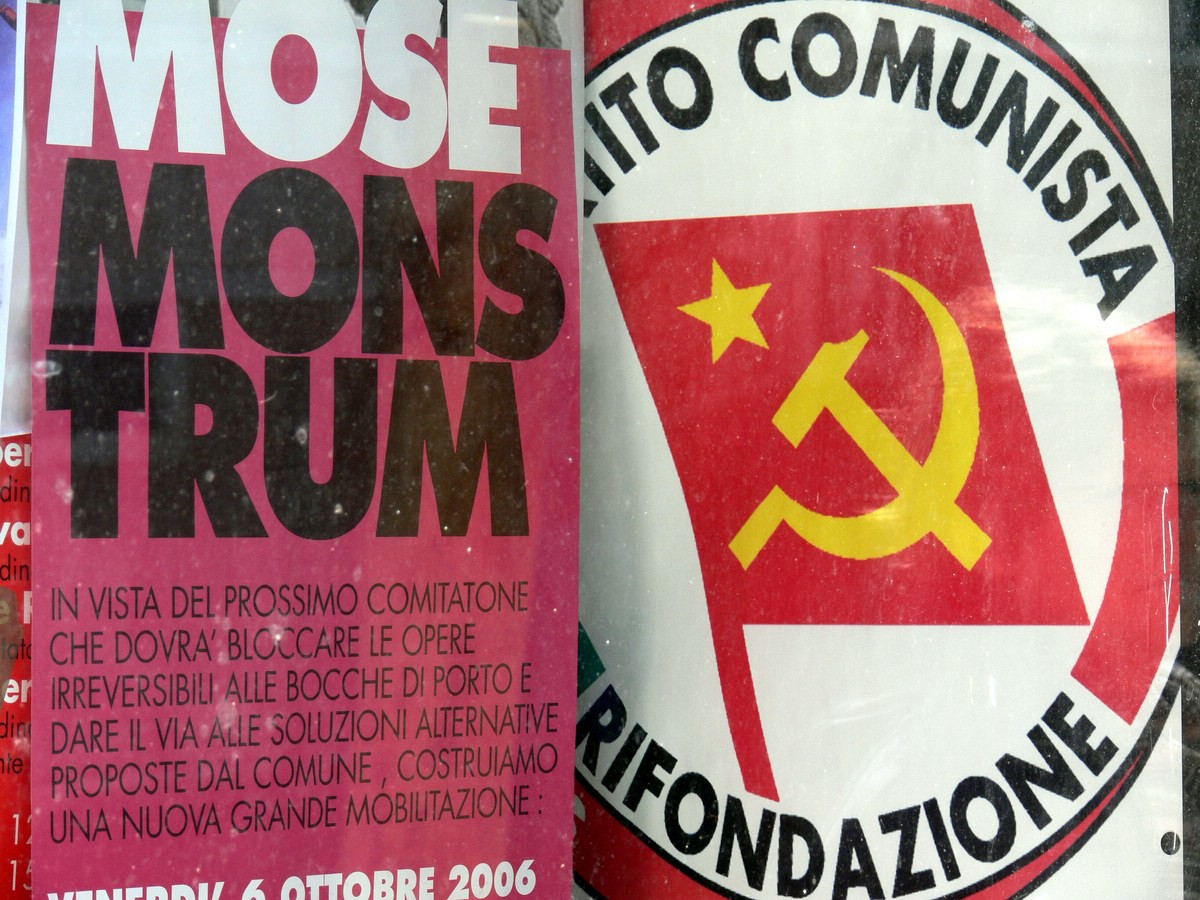 MOSE
MONS
TRUM
IN VISTA DEL PROSSIMO COMITATONE
CHE DOVRA' BLOCCARE LE OPERE
IRREVERSIBILI ALLE BOCCHE DI PORTO E
DARE IL VIA ALLE SOLUZIONI ALTERNATIVE
PROPOSTE DAL COMUNE , COSTRUIAMO
UNA NUOVA GRANDE MOBILITAZIONE :
VENERDI' 6 OTTOBRE 2006
COMUNISTA
RIFONDAZIONE